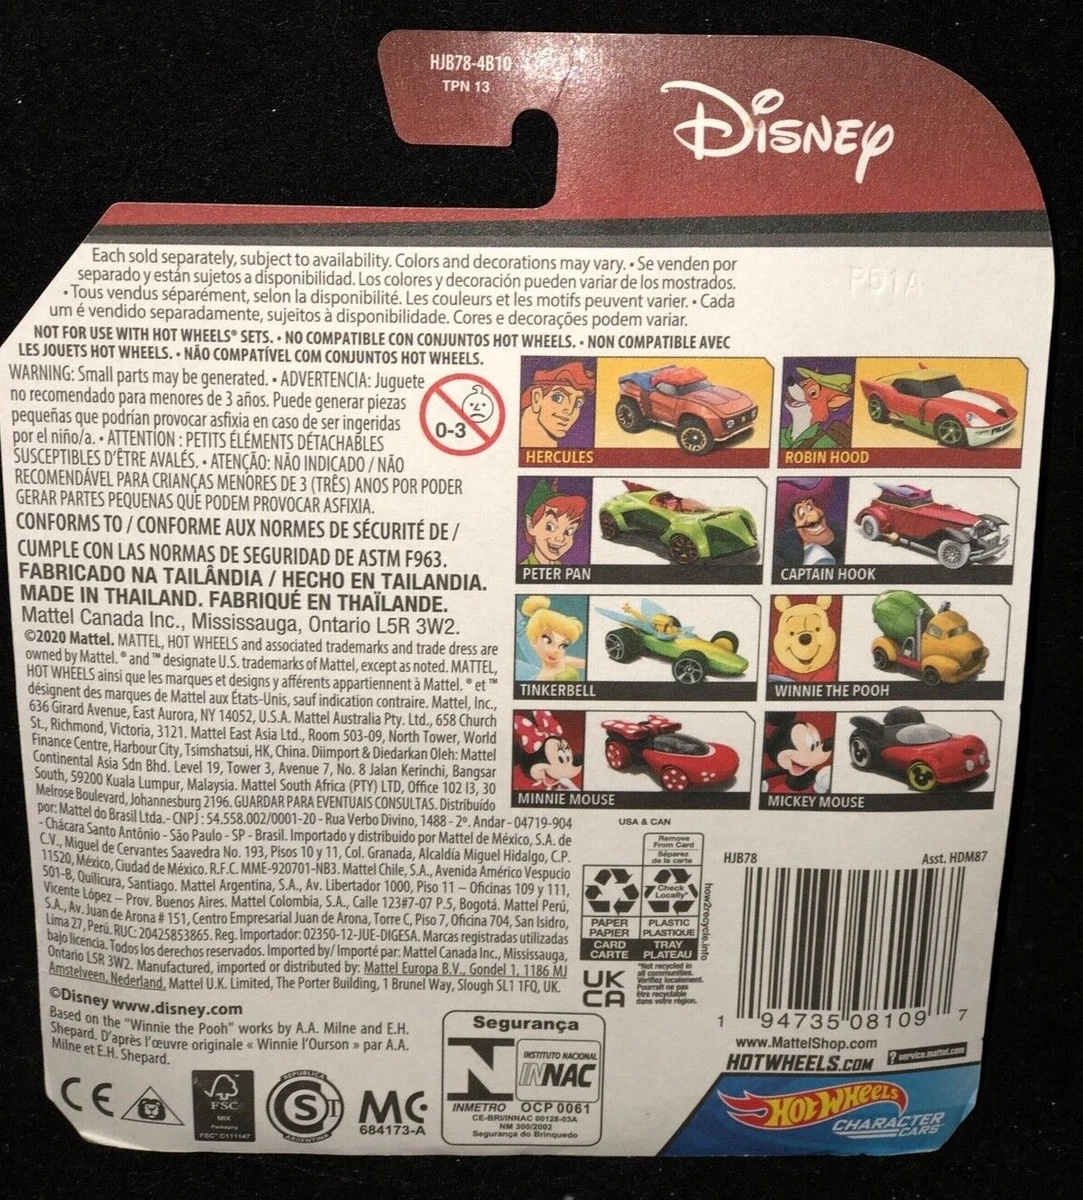 HJB78-4B10
TPN 13
Disney
P51A
Each sold separately, subject to availability. Colors and decorations may vary. • Se venden por
separado y están sujetos a disponibilidad. Los colores y decoración pueden variar de los mostrados.
• Tous vendus séparément, selon la disponibilité. Les couleurs et les motifs peuvent varier. • Cada
um é vendido separadamente, sujeitos à disponibilidade. Cores e decorações podem variar.
NOT FOR USE WITH HOT WHEELS® SETS. • NO COMPATIBLE CON CONJUNTOS HOT WHEELS. • NON COMPATIBLE AVEC
LES JOUETS HOT WHEELS. • NÃO COMPATÍVEL COM CONJUNTOS HOT WHEELS.
WARNING: Small parts may be generated. • ADVERTENCIA: Juguete
no recomendado para menores de 3 años. Puede generar piezas
pequeñas que podrían provocar asfixia en caso de ser ingeridas
por el niño/a. • ATTENTION : PETITS ÉLÉMENTS DÉTACHABLES
SUSCEPTIBLES D'ÊTRE AVALÉS. • ATENÇÃO: NÃO INDICADO / NÃO
RECOMENDÁVEL PARA CRIANÇAS MENORES DE 3 (TRÊS) ANOS POR PODER
GERAR PARTES PEQUENAS QUE PODEM PROVOCAR ASFIXIA.
0-3
CONFORMS TO / CONFORME AUX NORMES DE SÉCURITÉ DE /
CUMPLE CON LAS NORMAS DE SEGURIDAD DE ASTM F963.
FABRICADO NA TAILÂNDIA / HECHO EN TAILANDIA.
MADE IN THAILAND. FABRIQUÉ EN THAÏLANDE.
Mattel Canada Inc., Mississauga, Ontario L5R 3W2.
©2020 Mattel. MATTEL, HOT WHEELS and associated trademarks and trade dress are
owned by Mattel. ® and ™ designate U.S. trademarks of Mattel, except as noted. MATTEL,
HOT WHEELS ainsi que les marques et designs y afférents appartiennent à Mattel. ® et ™
désignent des marques de Mattel aux États-Unis, sauf indication contraire. Mattel, Inc.,
636 Girard Avenue, East Aurora, NY 14052, U.S.A. Mattel Australia Pty. Ltd., 658 Church
St., Richmond, Victoria, 3121. Mattel East Asia Ltd., Room 503-09, North Tower, World
Finance Centre, Harbour City, Tsimshatsui, HK, China. Diimport & Diedarkan Oleh: Mattel
Continental Asia Sdn Bhd. Level 19, Tower 3, Avenue 7, No. 8 Jalan Kerinchi, Bangsar
South, 59200 Kuala Lumpur, Malaysia. Mattel South Africa (PTY) LTD, Office 102 I3, 30
Melrose Boulevard, Johannesburg 2196. GUARDAR PARA EVENTUAIS CONSULTAS. Distribuído
por: Mattel do Brasil Ltda.- CNPJ : 54.558.002/0001-20 - Rua Verbo Divino, 1488 - 2º. Andar - 04719-904
- Chácara Santo Antônio - São Paulo - SP - Brasil. Importado y distribuido por Mattel de México, S.A. de
C.V., Miguel de Cervantes Saavedra No. 193, Pisos 10 y 11, Col. Granada, Alcaldía Miguel Hidalgo, C.P.
11520, México, Ciudad de México. R.F.C. MME-920701-NB3. Mattel Chile, S.A., Avenida Américo Vespucio
501-B, Quilicura, Santiago. Mattel Argentina, S.A., Av. Libertador 1000, Piso 11 – Oficinas 109 y 111,
Vicente López – Prov. Buenos Aires. Mattel Colombia, S.A., Calle 123#7-07 P.5, Bogotá. Mattel Perú,
S.A., Av. Juan de Arona # 151, Centro Empresarial Juan de Arona, Torre C, Piso 7, Oficina 704, San Isidro,
Lima 27, Perú. RUC: 20425853865. Reg. Importador: 02350-12-JUE-DIGESA. Marcas registradas utilizadas
bajo licencia. Todos los derechos reservados. Imported by/ Importé par: Mattel Canada Inc., Mississauga,
Ontario L5R 3W2. Manufactured, imported or distributed by: Mattel Europa B.V., Gondel 1, 1186 MJ
Amstelveen, Nederland. Mattel U.K. Limited, The Porter Building, 1 Brunel Way, Slough SL1 1FQ, UK.
©Disney www.disney.com
Based on the "Winnie the Pooh" works by A.A. Milne and E.H.
Shepard. D'après l'œuvre originale « Winnie l'Ourson » par A.A.
Milne et E.H. Shepard.
HERCULES
ROBIN HOOD
PETER PAN
CAPTAIN HOOK
TINKERBELL
WINNIE THE POOH
MINNIE MOUSE
MICKEY MOUSE
USA & CAN
Remove
From Card
Séparez
de la carte
Check
Locally*
PAPER
PAPIER
CARD
CARTE
PLASTIC
PLASTIQUE
TRAY
PLATEAU
how2recycle.info
*Not recycled in
all communities.
Vérifiez localement.
Pourrait ne pas
être recyclable
dans votre région.
UK
CA
HJB78
Asst. HDM87
1 94735 08109 7
www.MattelShop.com
HOTWHEELS.COM
? service.mattel.com
HOT WHEELS
CHARACTER
CARS
CE
FSC
MIX
Packaging
FSC™ C111147
REPUBLICA
S
ARGENTINA
MC
684173-A
Segurança
INSTITUTO NACIONAL
INNAC
INMETRO OCP 0061
CE-BRI/INNAC 00128-03A
NM 300/2002
Segurança do Brinquedo